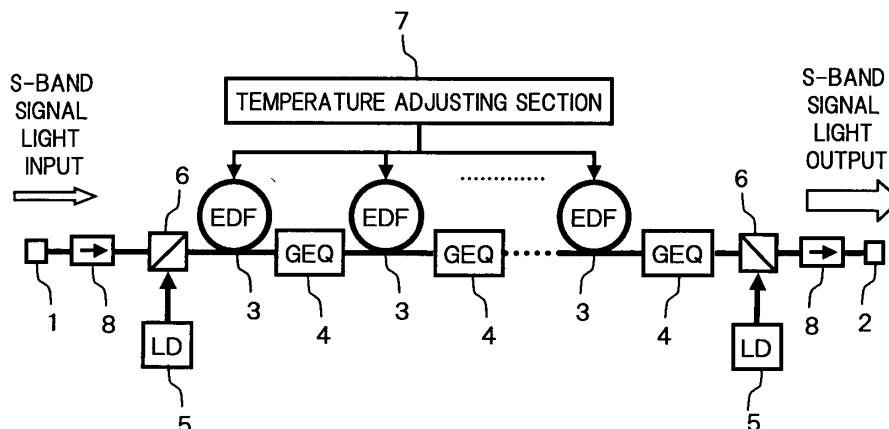 7
S-BAND
SIGNAL
LIGHT
INPUT
TEMPERATURE ADJUSTING SECTION
S-BAND
SIGNAL
LIGHT
OUTPUT
6
EDF
EDF
EDF
6
GEQ
GEQ
GEQ
1
8
3
4
3
4
3
4
8
2
LD
LD
5
5